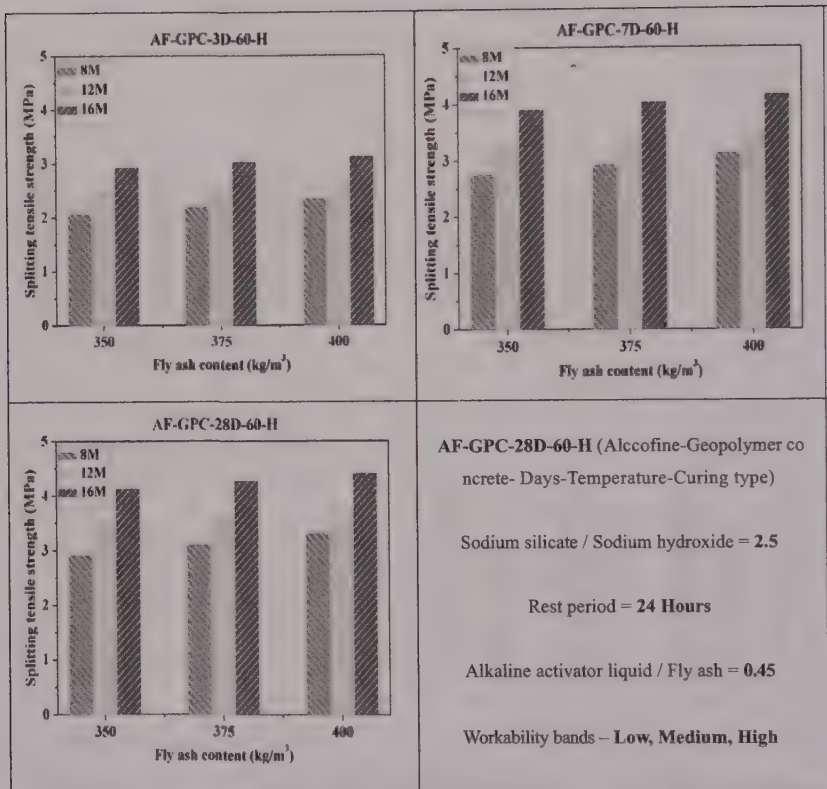 AF-GPC-3D-60-H
8M
12M
16M
Splitting tensile strength (MPa)
5
4
3
2
1
0
350
375
400
Fly ash content (kg/m³)
AF-GPC-7D-60-H
8M
12M
16M
Splitting tensile strength (MPa)
5
4
3
2
1
0
350
375
400
Fly ash content (kg/m³)
AF-GPC-28D-60-H
8M
12M
16M
Splitting tensile strength (MPa)
5
4
3
2
1
0
350
375
400
Fly ash content (kg/m³)
AF-GPC-28D-60-H (Alccofine-Geopolymer co
ncrete- Days-Temperature-Curing type)
Sodium silicate / Sodium hydroxide = 2.5
Rest period = 24 Hours
Alkaline activator liquid / Fly ash = 0.45
Workability bands – Low, Medium, High